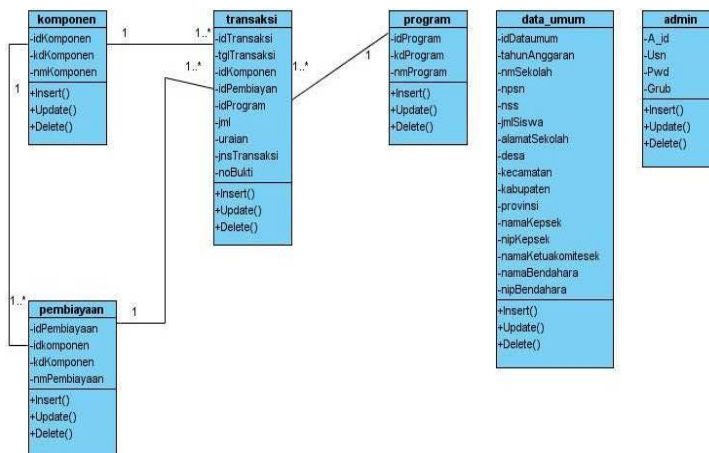 komponen
-idKomponen
-kdKomponen
-nmKomponen
+Insert()
+Update()
+Delete()
1
1..*
1
1..*
transaksi
-idTransaksi
-tglTransaksi
-idKomponen
-idPembiayan
-idProgram
-jml
-uraian
-jnsTransaksi
-noBukti
+Insert()
+Update()
+Delete()
1..*
1
program
-idProgram
-kdProgram
-nmProgram
+Insert()
+Update()
+Delete()
data_umum
-idDataumum
-tahunAnggaran
-nmSekolah
-npsn
-nss
-jmlSiswa
-alamatSekolah
-desa
-kecamatan
-kabupaten
-provinsi
-namaKepsek
-nipKepsek
-namaKetuakomitesek
-namaBendahara
-nipBendahara
+Insert()
+Update()
+Delete()
admin
-A_id
-Usn
-Pwd
-Grub
+Insert()
+Update()
+Delete()
1..*
1
pembiayaan
-idPembiayaan
-idkomponen
-kdKomponen
-nmPembiayaan
+Insert()
+Update()
+Delete()